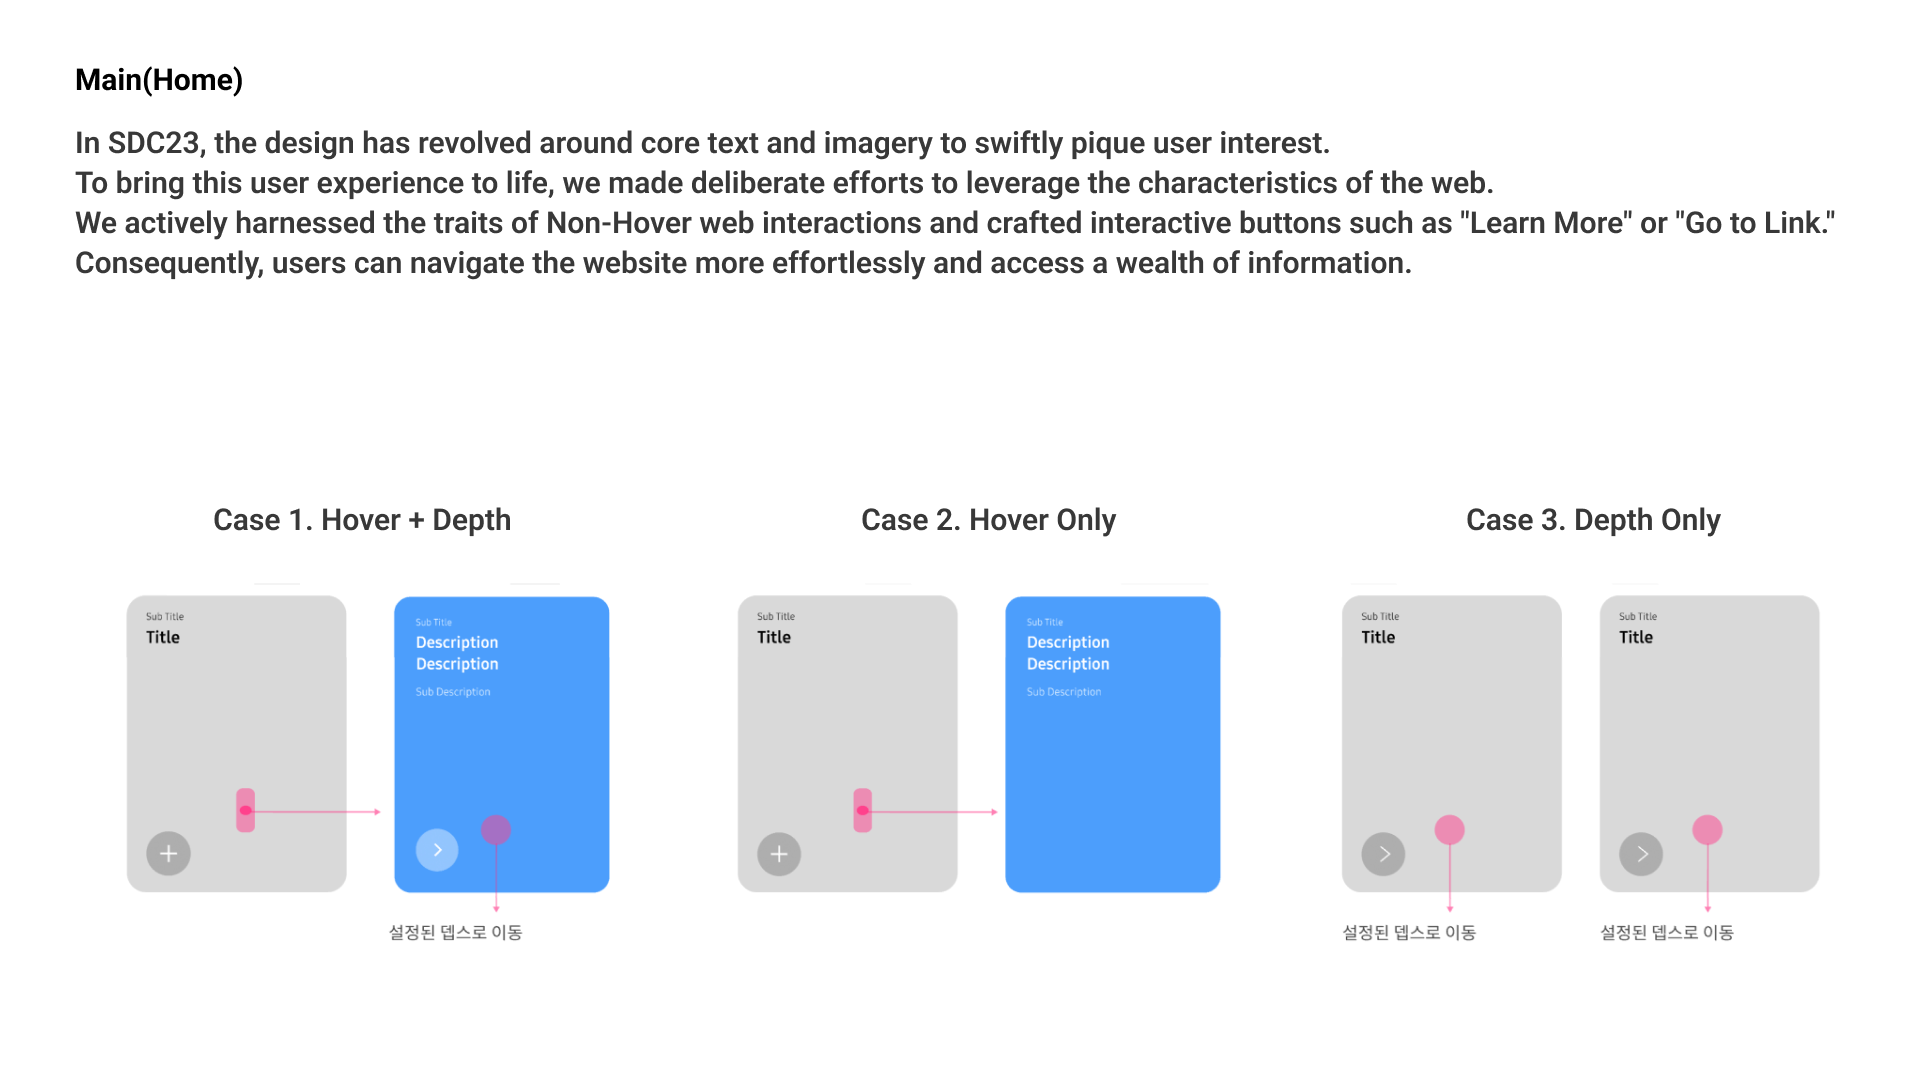 Main(Home)
In SDC23, the design has revolved around core text and imagery to swiftly pique user interest.
To bring this user experience to life, we made deliberate efforts to leverage the characteristics of the web.
We actively harnessed the traits of Non-Hover web interactions and crafted interactive buttons such as "Learn More" or "Go to Link."
Consequently, users can navigate the website more effortlessly and access a wealth of information.
Case 1. Hover + Depth
Sub Title
Title
Sub Title
Description
Description
Sub Description
설정된 뎁스로 이동
Case 2. Hover Only
Sub Title
Title
Sub Title
Description
Description
Sub Description
Case 3. Depth Only
Sub Title
Title
설정된 뎁스로 이동
Sub Title
Title
설정된 뎁스로 이동